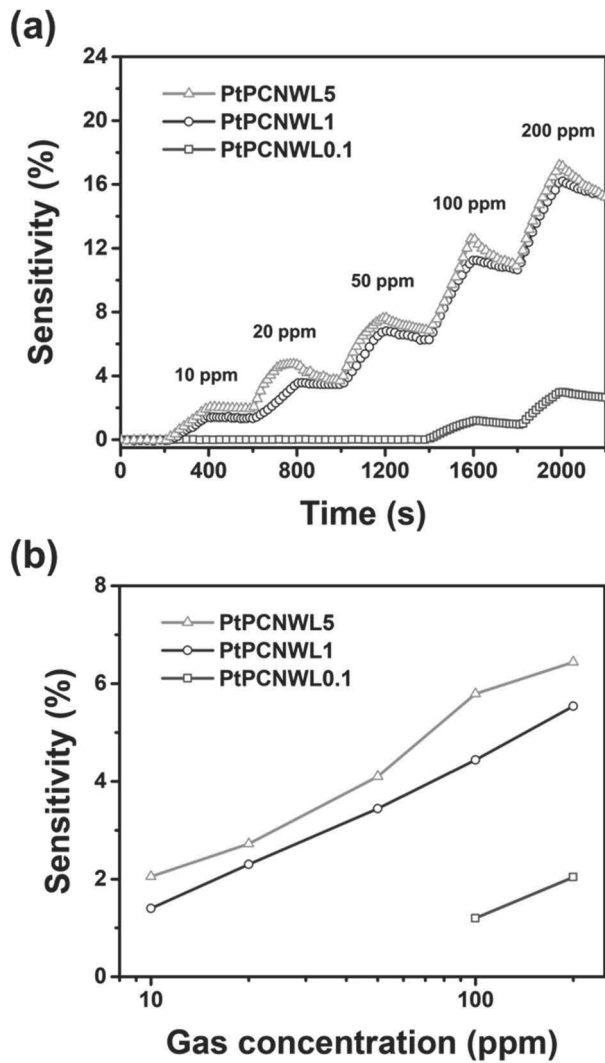 (a)
24
20
16
12
8
4
0
Sensitivity (%)
PtPCNWL5
PtPCNWL1
PtPCNWL0.1
10 ppm
20 ppm
50 ppm
100 ppm
200 ppm
0 400 800 1200 1600 2000
Time (s)
(b)
8
6
4
2
0
Sensitivity (%)
PtPCNWL5
PtPCNWL1
PtPCNWL0.1
10 100
Gas concentration (ppm)